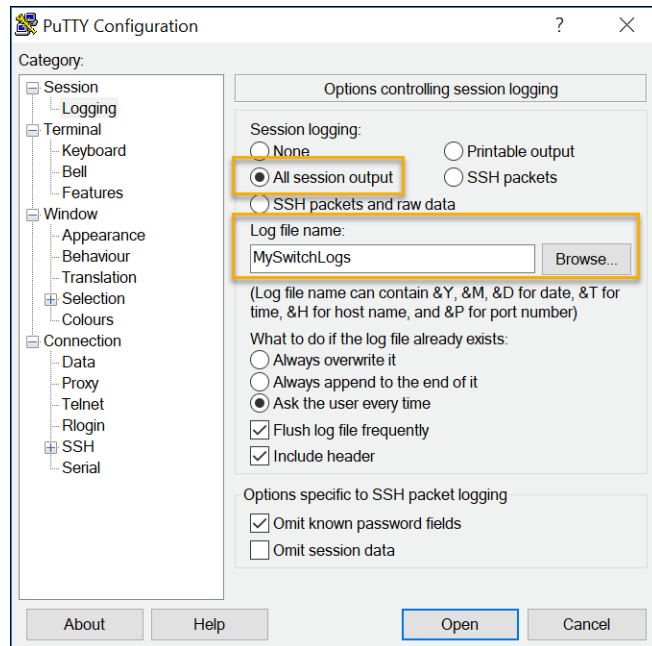 PuTTY Configuration
?
Category:
Session
Logging
Terminal
Keyboard
Bell
Features
Window
Appearance
Behaviour
Translation
Selection
Colours
Connection
Data
Proxy
Telnet
Rlogin
SSH
Serial
Options controlling session logging
Session logging:
None Printable output
All session output SSH packets
SSH packets and raw data
Log file name:
MySwitchLogs Browse...
(Log file name can contain &Y, &M, &D for date, &T for
time, &H for host name, and &P for port number)
What to do if the log file already exists:
Always overwrite it
Always append to the end of it
Ask the user every time
Flush log file frequently
Include header
Options specific to SSH packet logging
Omit known password fields
Omit session data
About Help Open Cancel